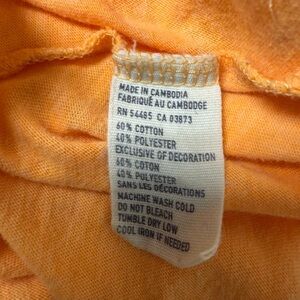 MADE IN CAMBODIA
FABRIQUÉ AU CAMBODGE
RN 54485 CA 03873
60% COTTON
40% POLYESTER
EXCLUSIVE OF DECORATION
60% COTON
40% POLYESTER
SANS LES DÉCORATIONS
MACHINE WASH COLD
DO NOT BLEACH
TUMBLE DRY LOW
COOL IRON IF NEEDED